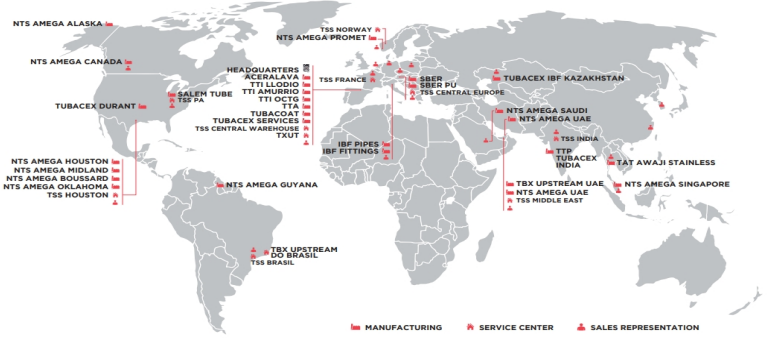 NTS AMEGA ALASKA
NTS AMEGA CANADA
SALEM TUBE
TSS PA
TUBACEX DURANT
NTS AMEGA HOUSTON
NTS AMEGA MIDLAND
NTS AMEGA BOUSSARD
NTS AMEGA OKLAHOMA
TSS HOUSTON
NTS AMEGA GUYANA
TBX UPSTREAM
DO BRASIL
TSS BRASIL
TSS NORWAY
NTS AMEGA PROMET
HEADQUARTERS
ACERALAVA
TTI LLODIO
TTI AMURRIO
TTI OCTG
TTA
TUBACOAT
TUBACEX SERVICES
TSS CENTRAL WAREHOUSE
TXUT
TSS FRANCE
SBER
SBER PU
TSS CENTRAL EUROPE
IBF PIPES
IBF FITTINGS
TUBACEX IBF KAZAKHSTAN
NTS AMEGA SAUDI
NTS AMEGA UAE
TSS INDIA
TTP
TUBACEX
INDIA
TBX UPSTREAM UAE
NTS AMEGA UAE
TSS MIDDLE EAST
TAT AWAJI STAINLESS
NTS AMEGA SINGAPORE
MANUFACTURING
SERVICE CENTER
SALES REPRESENTATION